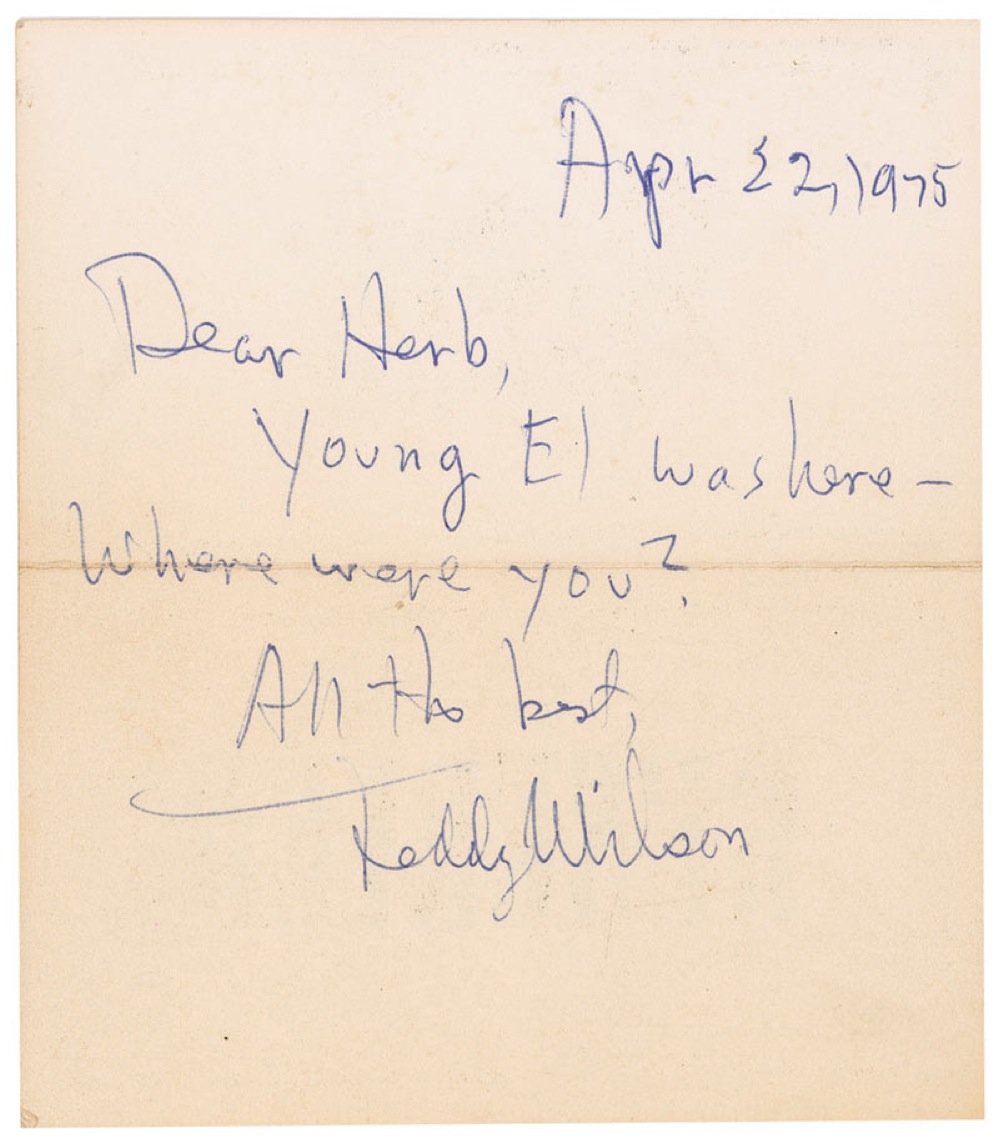 Apr 22, 1975
Dear Herb,
Young El was here –
Where were you?
All the best,
Teddy Wilson